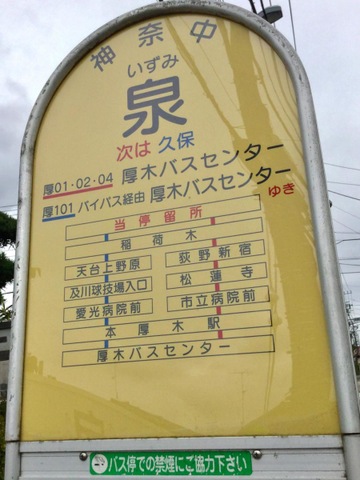 神奈中
いずみ
泉
次は 久保
厚01・02・04 厚木バスセンター
厚101 バイパス経由 厚木バスセンター
ゆき
当停留所
稲荷木
天台上野原 荻野新宿
及川球技場入口 松蓮寺
愛光病院前 市立病院前
本厚木駅
厚木バスセンター
バス停での禁煙にご協力下さい